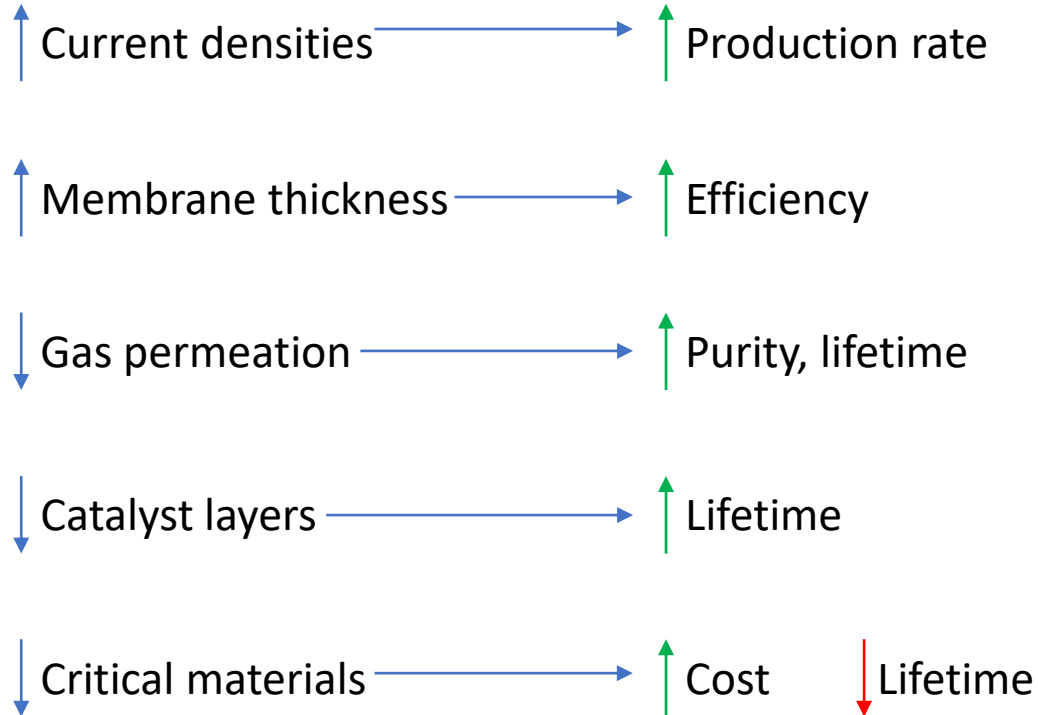 Current densities Production rate
Membrane thickness Efficiency
Gas permeation Purity, lifetime
Catalyst layers Lifetime
Critical materials Cost Lifetime